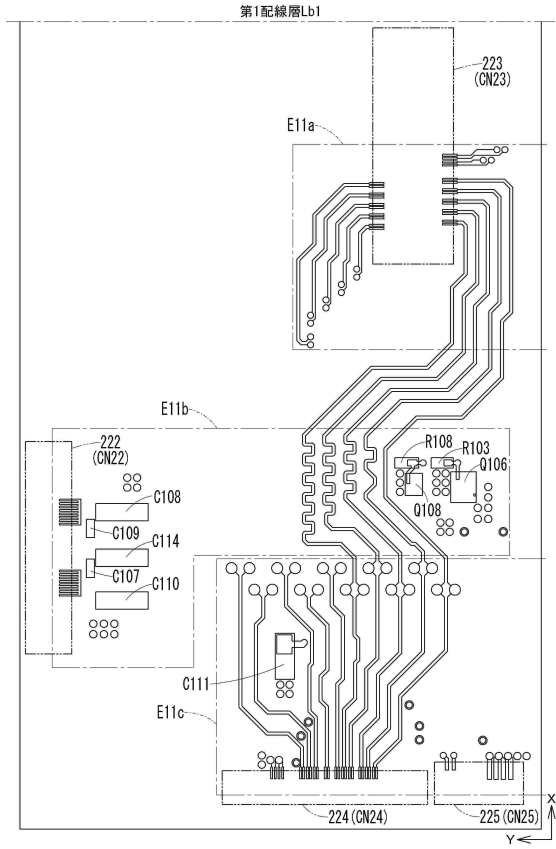 第1配線層Lb1
223
(CN23)
E11a
E11b
222
(CN22)
R108
R103
Q106
C108
Q108
C109
C114
C107
C110
C111
E11c
224(CN24)
225(CN25)
X
Y